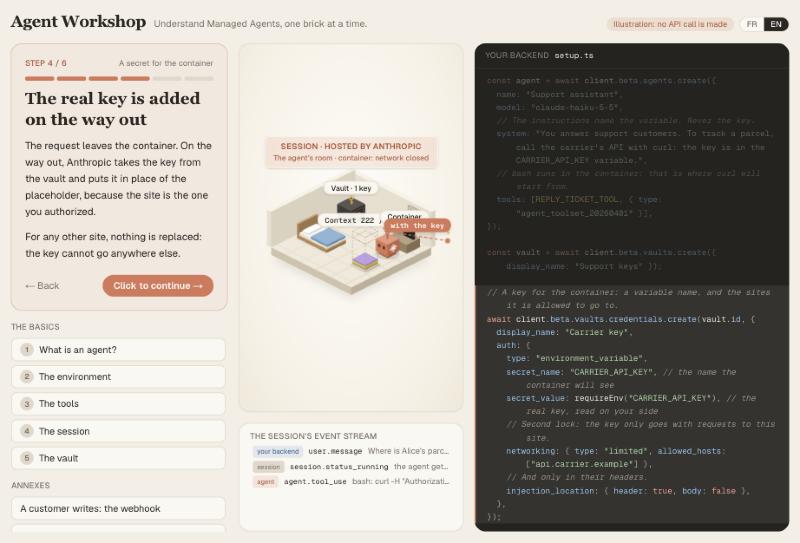 Agent Workshop
Understand Managed Agents, one brick at a time.
Illustration: no API call is made
FR
EN
STEP 4 / 6
A secret for the container
The real key is added
on the way out
The request leaves the container. On the
way out, Anthropic takes the key from
the vault and puts it in place of the
placeholder, because the site is the one
you authorized.
For any other site, nothing is replaced:
the key cannot go anywhere else.
← Back
Click to continue →
THE BASICS
1 What is an agent?
2 The environment
3 The tools
4 The session
5 The vault
ANNEXES
A customer writes: the webhook
SESSION · HOSTED BY ANTHROPIC
The agent's room · container: network closed
Vault · 1 key
Context 222
Container
with the key
THE SESSION'S EVENT STREAM
your backend user.message Where is Alice's parc…
session session.status_running the agent get…
agent agent.tool_use bash: curl -H "Authorizati…
YOUR BACKEND setup.ts
const agent = await client.beta.agents.create({
name: "Support assistant",
model: "claude-haiku-5-5",
// The instructions name the variable. Never the key.
system: "You answer support customers. To track a parcel,
call the carrier's API with curl: the key is in the
CARRIER_API_KEY variable.",
// bash runs in the container: that is where curl will
start from.
tools: [REPLY_TICKET_TOOL, { type:
"agent_toolset_20260401" }],
});
const vault = await client.beta.vaults.create({
display_name: "Support keys" });
// A key for the container: a variable name, and the sites
it is allowed to go to.
await client.beta.vaults.credentials.create(vault.id, {
display_name: "Carrier key",
auth: {
type: "environment_variable",
secret_name: "CARRIER_API_KEY", // the name the
container will see
secret_value: requireEnv("CARRIER_API_KEY"), // the
real key, read on your side
// Second lock: the key only goes with requests to this
site.
networking: { type: "limited", allowed_hosts:
["api.carrier.example"] },
// And only in their headers.
injection_location: { header: true, body: false },
},
});